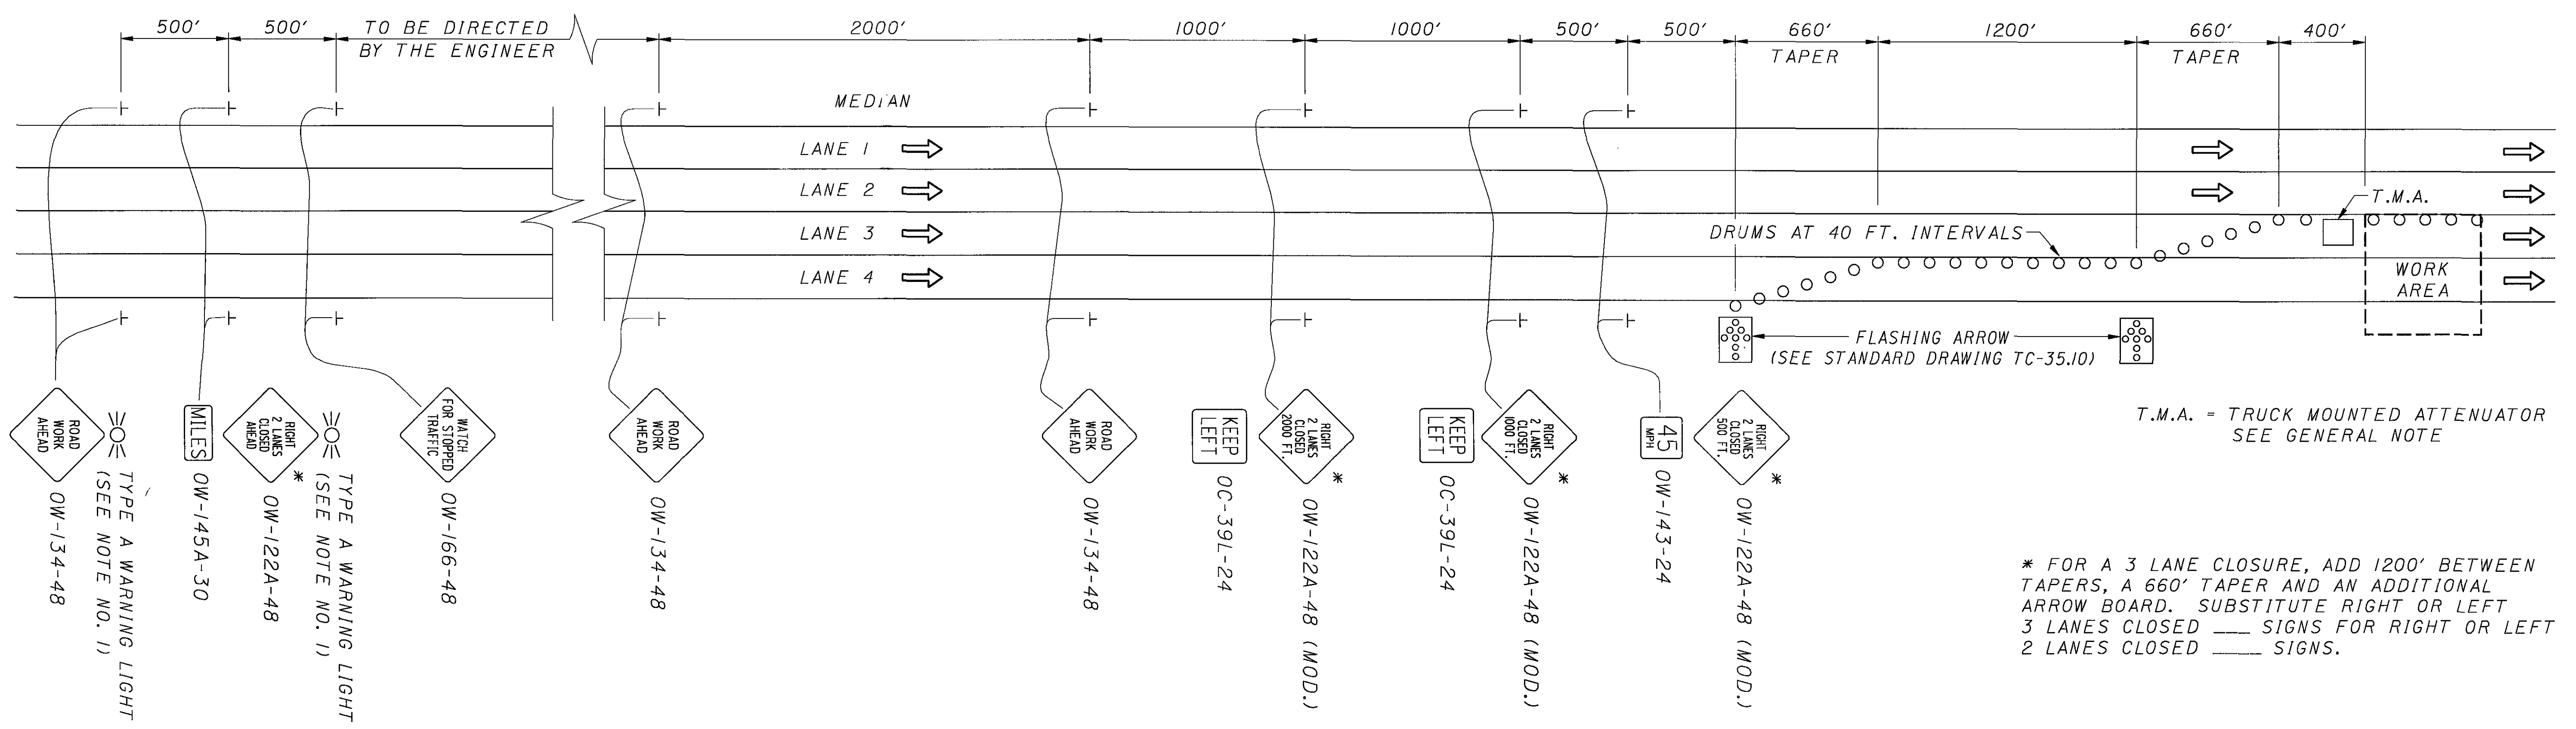 500'
500'
TO BE DIRECTED
BY THE ENGINEER
2000'
1000'
1000'
500'
500'
660'
TAPER
1200'
660'
TAPER
400'
MEDIAN
LANE 1
LANE 2
LANE 3
LANE 4
T.M.A.
DRUMS AT 40 FT. INTERVALS
WORK
AREA
FLASHING ARROW
(SEE STANDARD DRAWING TC-35.10)
ROAD
WORK
AHEAD
OW-134-48
TYPE A WARNING LIGHT
(SEE NOTE NO. 1)
MILES
OW-145A-30
RIGHT
2 LANES
CLOSED
AHEAD
*
OW-122A-48
TYPE A WARNING LIGHT
(SEE NOTE NO. 1)
WATCH
FOR STOPPED
TRAFFIC
OW-166-48
ROAD
WORK
AHEAD
OW-134-48
ROAD
WORK
AHEAD
OW-134-48
KEEP
LEFT
OC-39L-24
RIGHT
2 LANES
CLOSED
2000 FT.
*
OW-122A-48 (MOD.)
KEEP
LEFT
OC-39L-24
RIGHT
2 LANES
CLOSED
1000 FT.
*
OW-122A-48 (MOD.)
45
MPH
OW-143-24
RIGHT
2 LANES
CLOSED
500 FT.
*
OW-122A-48 (MOD.)
T.M.A. = TRUCK MOUNTED ATTENUATOR
SEE GENERAL NOTE
* FOR A 3 LANE CLOSURE, ADD 1200' BETWEEN
TAPERS, A 660' TAPER AND AN ADDITIONAL
ARROW BOARD. SUBSTITUTE RIGHT OR LEFT
3 LANES CLOSED ___ SIGNS FOR RIGHT OR LEFT
2 LANES CLOSED ____ SIGNS.